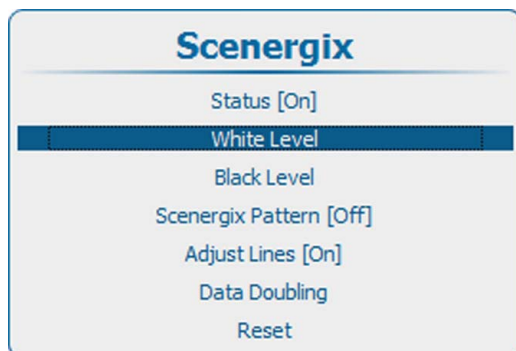 Scenergix
Status [On]
White Level
Black Level
Scenergix Pattern [Off]
Adjust Lines [On]
Data Doubling
Reset